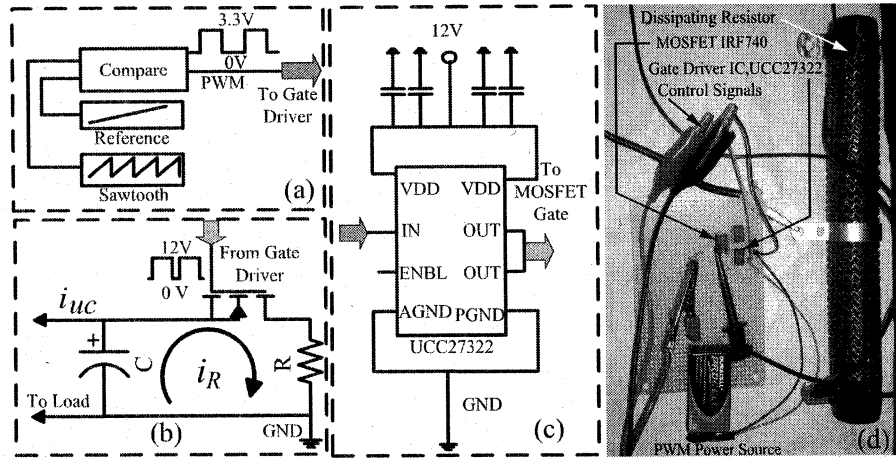 3.3V
Compare
0V
PWM
To Gate
Driver
Reference
Sawtooth
(a)
12V
0 V
From Gate
Driver
iuc
+
C
iR
R
To Load
GND
(b)
12V
VDD
VDD
To
MOSFET
Gate
IN
OUT
ENBL
OUT
AGND
PGND
UCC27322
GND
(c)
Dissipating Resistor
MOSFET IRF740
Gate Driver IC,UCC27322
Control Signals
PWM Power Source
(d)